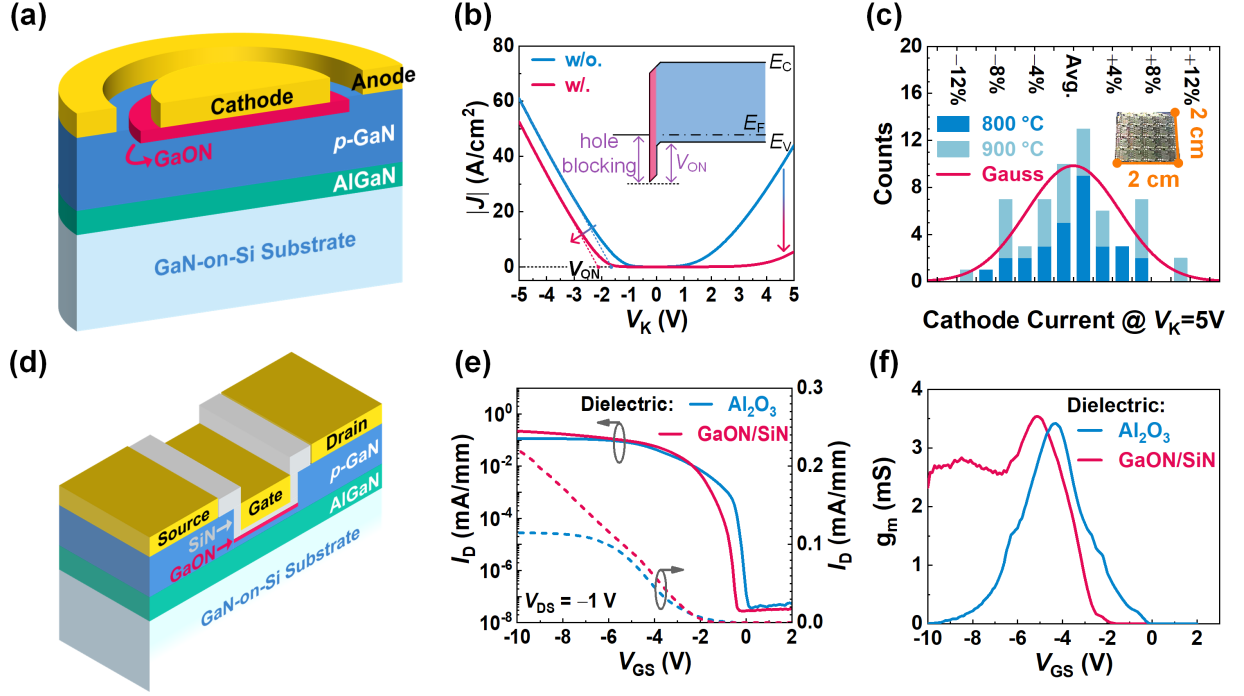 (a)
Anode
Cathode
GaON
p-GaN
AlGaN
GaN-on-Si Substrate
(b)
80
60
40
20
0
|J| (A/cm²)
w/o.
w/.
E_C
E_F
E_V
hole
blocking
V_ON
V_ON
-5 -4 -3 -2 -1 0 1 2 3 4 5
V_K (V)
(c)
20
16
12
8
4
0
Counts
−12%
−8%
−4%
Avg.
+4%
+8%
+12%
800 °C
900 °C
Gauss
2 cm
2 cm
Cathode Current @ V_K=5V
(d)
Drain
p-GaN
AlGaN
Gate
Source
SiN
GaON
GaN-on-Si Substrate
(e)
10⁰
10⁻²
10⁻⁴
10⁻⁶
10⁻⁸
I_D (mA/mm)
Dielectric:
Al₂O₃
GaON/SiN
V_DS = −1 V
0.3
0.2
0.1
0.0
I_D (mA/mm)
-10 -8 -6 -4 -2 0 2
V_GS (V)
(f)
4
3
2
1
0
g_m (mS)
Dielectric:
Al₂O₃
GaON/SiN
-10 -8 -6 -4 -2 0 2
V_GS (V)